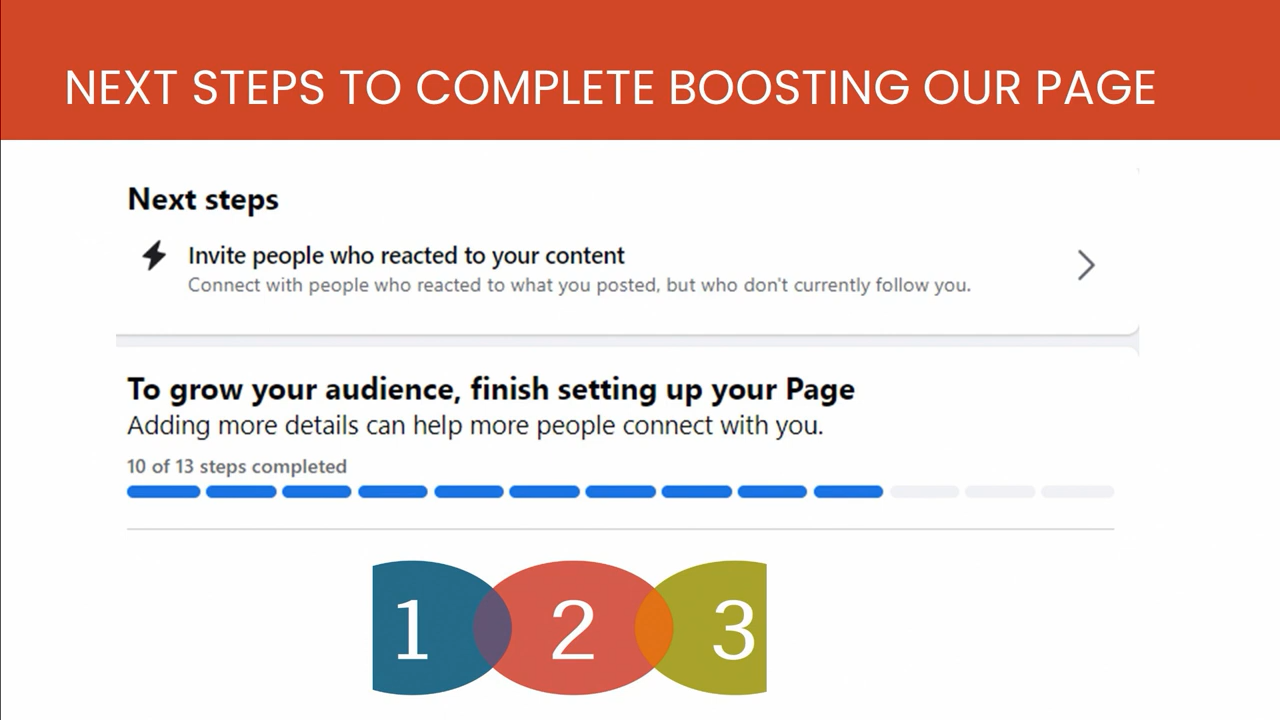 NEXT STEPS TO COMPLETE BOOSTING OUR PAGE
Next steps
Invite people who reacted to your content
Connect with people who reacted to what you posted, but who don't currently follow you.
To grow your audience, finish setting up your Page
Adding more details can help more people connect with you.
10 of 13 steps completed
1 2 3